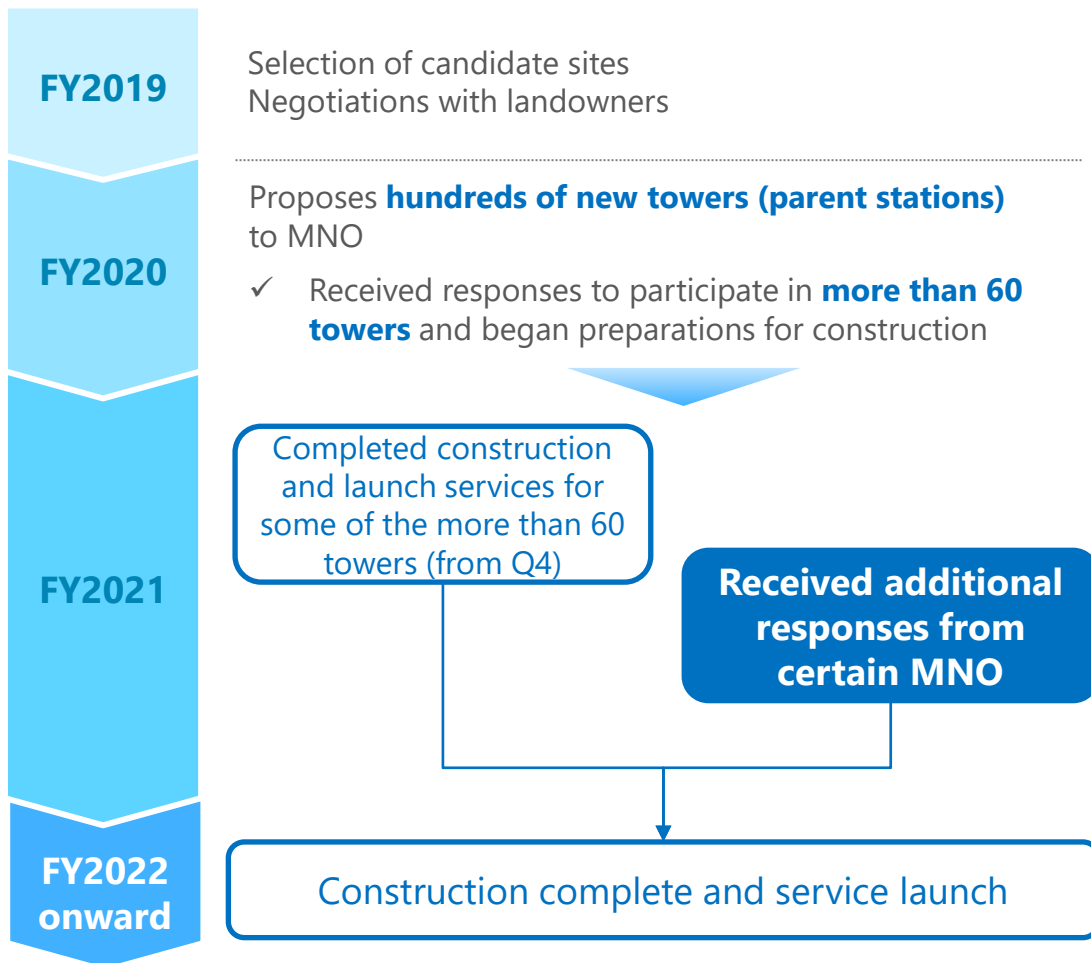 FY2019
Selection of candidate sites
Negotiations with landowners
FY2020
Proposes hundreds of new towers (parent stations)
to MNO
✓ Received responses to participate in more than 60
towers and began preparations for construction
FY2021
Completed construction
and launch services for
some of the more than 60
towers (from Q4)
Received additional
responses from
certain MNO
FY2022
onward
Construction complete and service launch